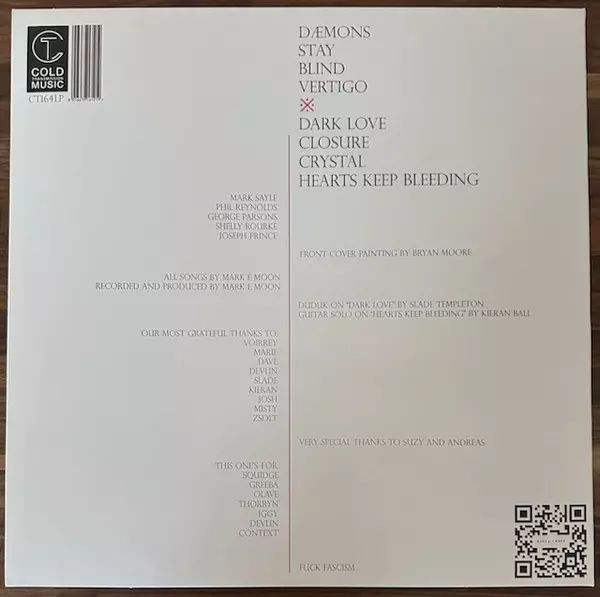 COLD
TRANSMISSION
MUSIC
CT164LP
DÆMONS
STAY
BLIND
VERTIGO
※
DARK LOVE
CLOSURE
CRYSTAL
HEARTS KEEP BLEEDING
MARK SAYLE
PHIL REYNOLDS
GEORGE PARSONS
SHELLY ROURKE
JOSEPH PRINCE
FRONT COVER PAINTING BY BRYAN MOORE
ALL SONGS BY MARK E MOON
RECORDED AND PRODUCED BY MARK E MOON
DUDUK ON "DARK LOVE" BY SLADE TEMPLETON
GUITAR SOLO ON "HEARTS KEEP BLEEDING" BY KIERAN BALL
OUR MOST GRATEFUL THANKS TO:
VOIRREY
MARIE
DAVE
DEVLIN
SLADE
KIERAN
JOSH
MISTY
ZSOLT
VERY SPECIAL THANKS TO SUZY AND ANDREAS
THIS ONE'S FOR:
SQUIDGE
GREEBA
OLAVE
THORRYN
IGGY
DEVLIN
CONTEXT
FUCK FASCISM